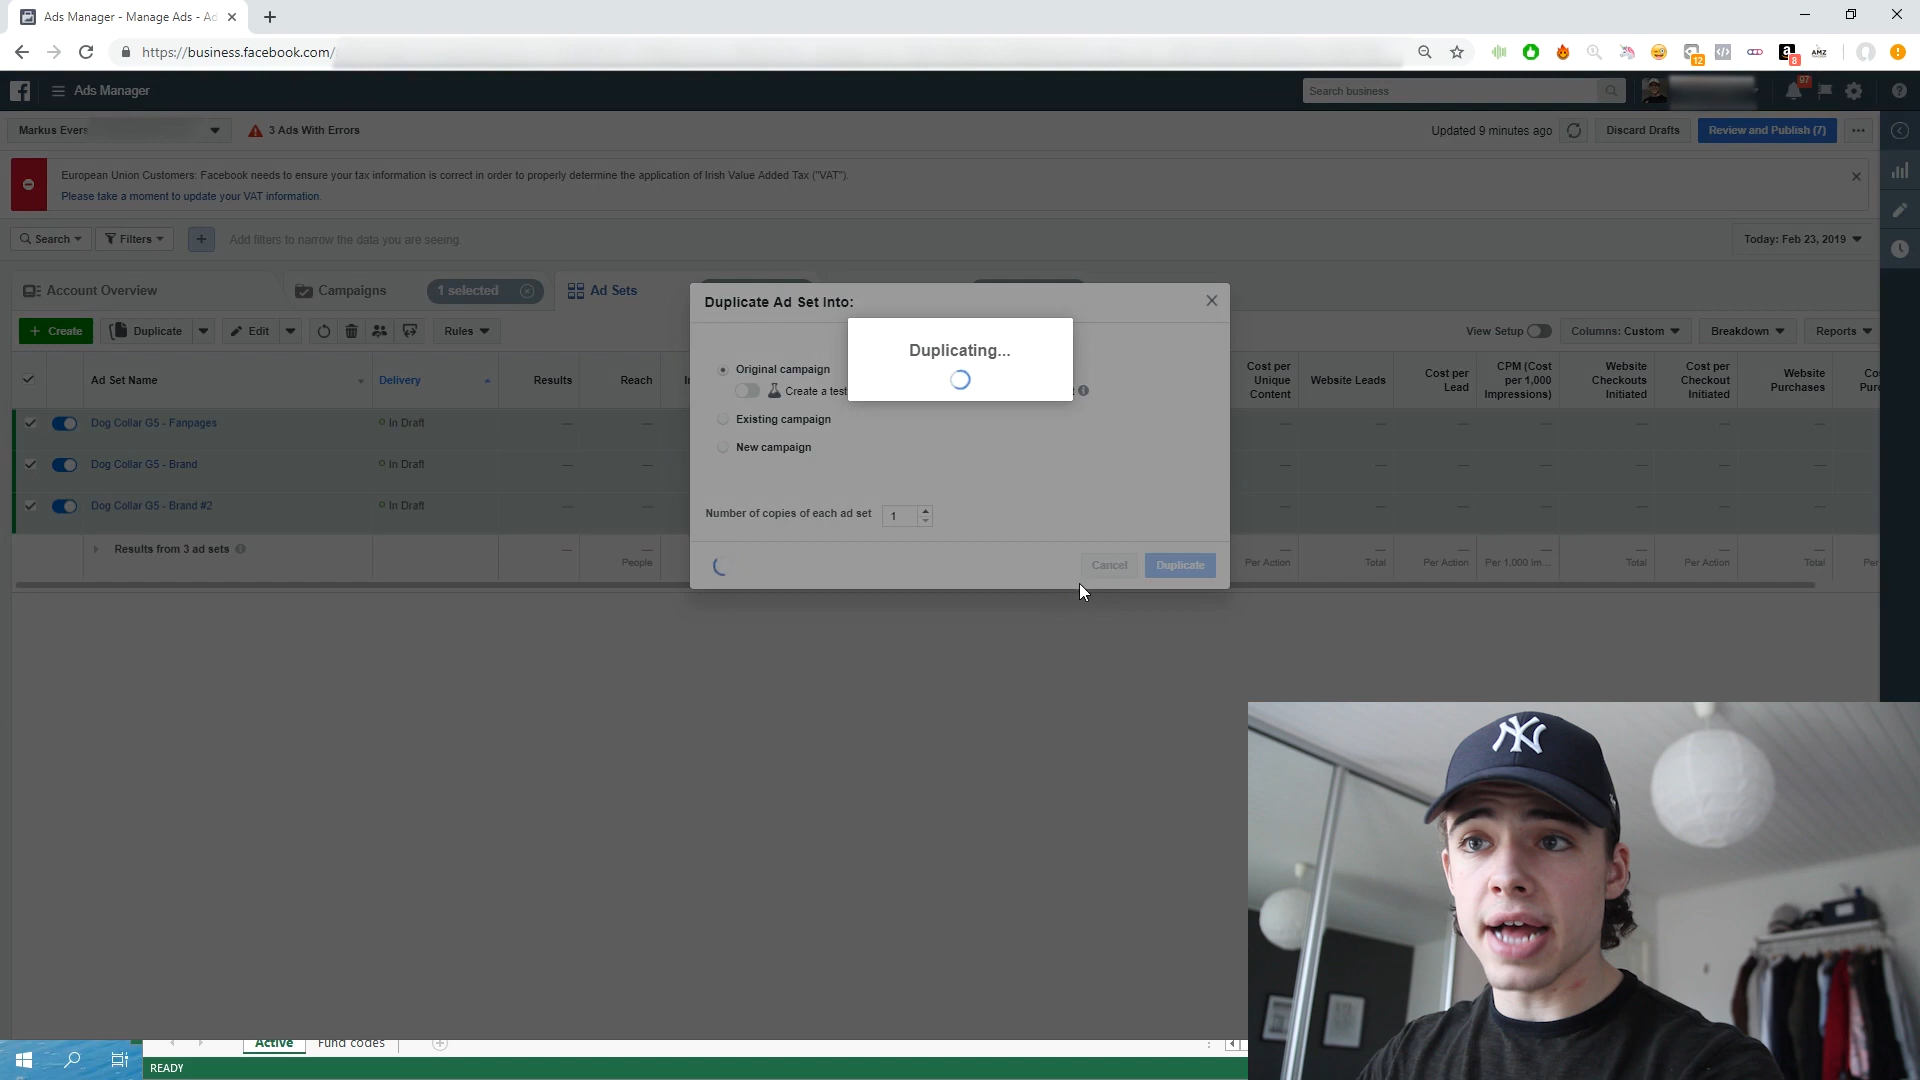 Ads Manager - Manage Ads - Ad
https://business.facebook.com/
12
8
AMZ
Ads Manager
Search business
97
Markus Evers
3 Ads With Errors
Updated 9 minutes ago
Discard Drafts
Review and Publish (7)
European Union Customers: Facebook needs to ensure your tax information is correct in order to properly determine the application of Irish Value Added Tax ("VAT").
Please take a moment to update your VAT information.
Search
Filters
Add filters to narrow the data you are seeing.
Today: Feb 23, 2019
Account Overview
Campaigns
1 selected
Ad Sets
Create
Duplicate
Edit
Rules
View Setup
Columns: Custom
Breakdown
Reports
Ad Set Name
Delivery
Results
Reach
Cost per Unique Content
Website Leads
Cost per Lead
CPM (Cost per 1,000 Impressions)
Website Checkouts Initiated
Cost per Checkout Initiated
Website Purchases
Dog Collar G5 - Fanpages
In Draft
Dog Collar G5 - Brand
In Draft
Dog Collar G5 - Brand #2
In Draft
Results from 3 ad sets
People
Per Action
Total
Per Action
Per 1,000 Im...
Total
Per Action
Total
Per
Duplicate Ad Set Into:
Duplicating...
Original campaign
Create a test
Existing campaign
New campaign
Number of copies of each ad set
1
Cancel
Duplicate
Active
Fund codes
READY
NY